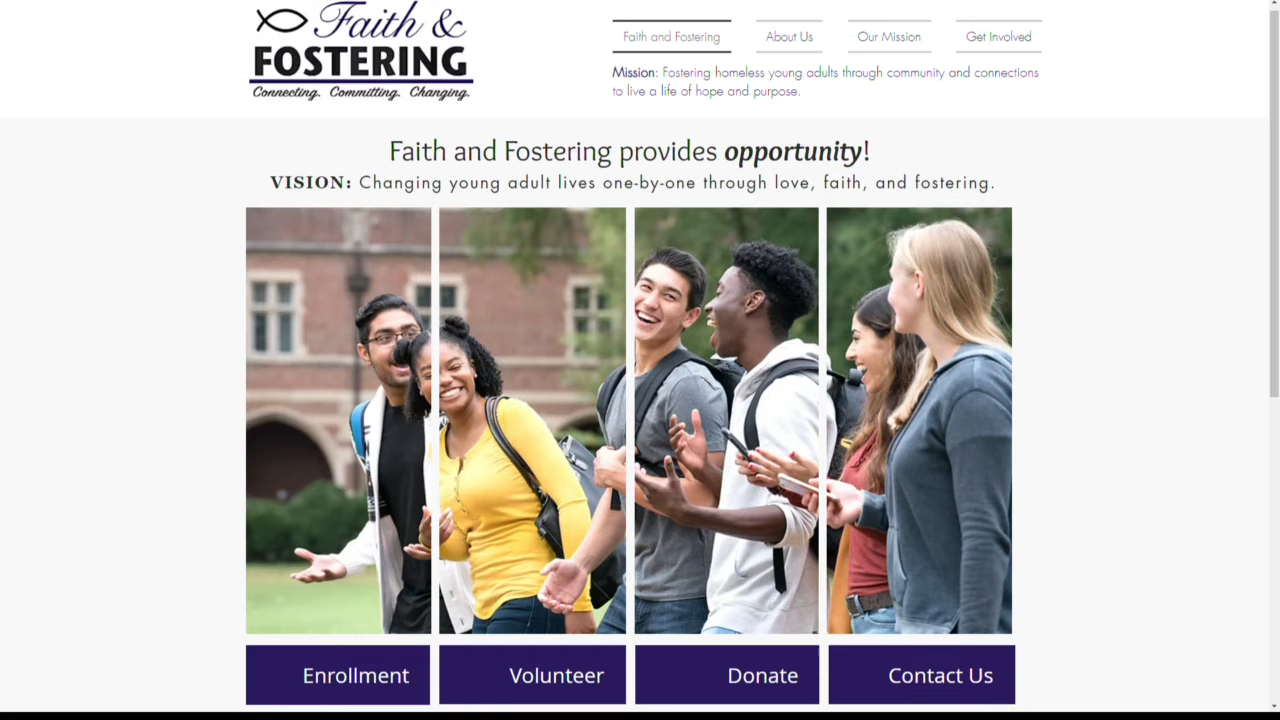 Faith &
FOSTERING
Connecting. Committing. Changing.
Faith and Fostering
About Us
Our Mission
Get Involved
Mission: Fostering homeless young adults through community and connections
to live a life of hope and purpose.
Faith and Fostering provides opportunity!
VISION: Changing young adult lives one-by-one through love, faith, and fostering.
Enrollment
Volunteer
Donate
Contact Us